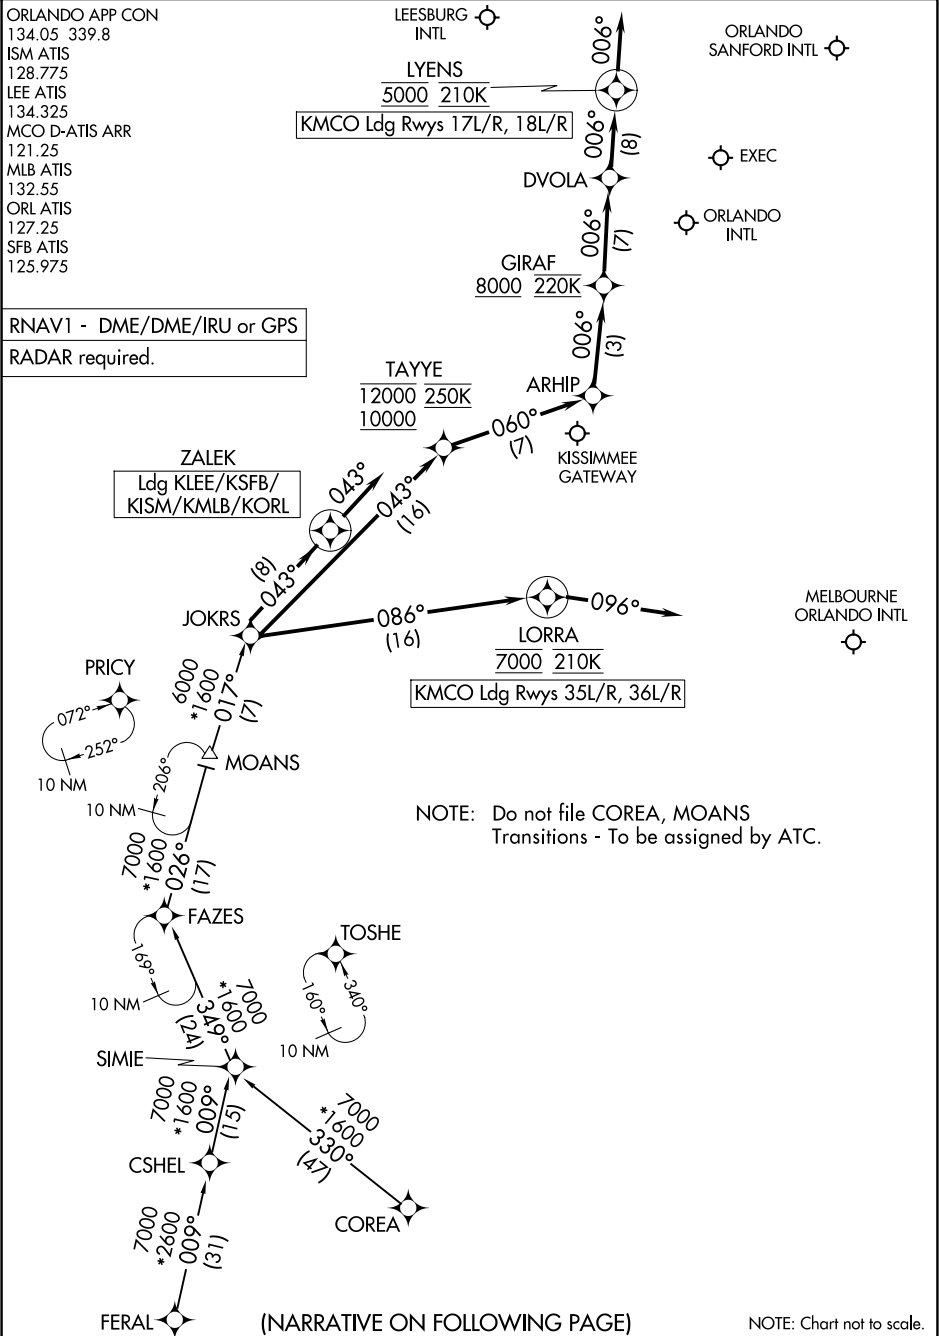 ORLANDO APP CON
134.05 339.8
ISM ATIS
128.775
LEE ATIS
134.325
MCO D-ATIS ARR
121.25
MLB ATIS
132.55
ORL ATIS
127.25
SFB ATIS
125.975
LEESBURG
INTL
ORLANDO
SANFORD INTL
006°
LYENS
5000 210K
KMCO Ldg Rwys 17L/R, 18L/R
006°
(8)
EXEC
DVOLA
ORLANDO
INTL
006°
(7)
GIRAF
8000 220K
RNAV1 - DME/DME/IRU or GPS
RADAR required.
006°
(3)
TAYYE
12000 250K
10000
ARHIP
060°
(7)
KISSIMMEE
GATEWAY
ZALEK
Ldg KLEE/KSFB/
KISM/KMLB/KORL
043°
043°
(16)
(8)
043°
JOKRS
086°
(16)
096°
LORRA
7000 210K
KMCO Ldg Rwys 35L/R, 36L/R
MELBOURNE
ORLANDO INTL
PRICY
072°
252°
10 NM
6000
*1600
017°
(7)
MOANS
206°
10 NM
NOTE: Do not file COREA, MOANS
Transitions - To be assigned by ATC.
7000
*1600
026°
(17)
FAZES
169°
10 NM
TOSHE
160°
340°
10 NM
7000
*1600
349°
(24)
SIMIE
7000
*1600
009°
(15)
7000
*1600
330°
(47)
CSHEL
COREA
7000
*2600
009°
(31)
FERAL
(NARRATIVE ON FOLLOWING PAGE)
NOTE: Chart not to scale.